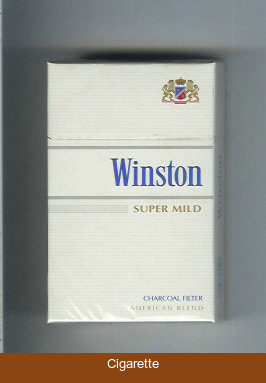 Winston
SUPER MILD
CHARCOAL FILTER
AMERICAN BLEND
Cigarette